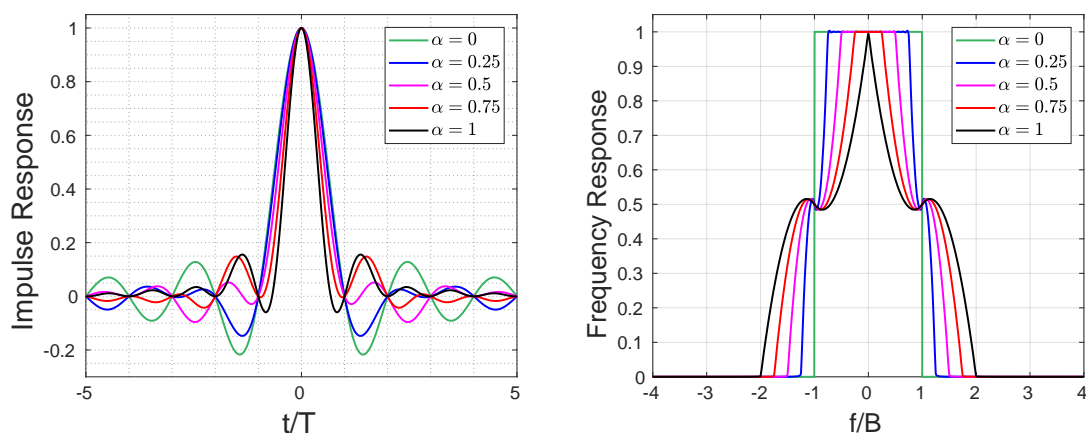 Impulse Response
1
0.8
0.6
0.4
0.2
0
-0.2
-5
0
5
t/T
α = 0
α = 0.25
α = 0.5
α = 0.75
α = 1
Frequency Response
1
0.9
0.8
0.7
0.6
0.5
0.4
0.3
0.2
0.1
0
-4
-3
-2
-1
0
1
2
3
4
f/B
α = 0
α = 0.25
α = 0.5
α = 0.75
α = 1